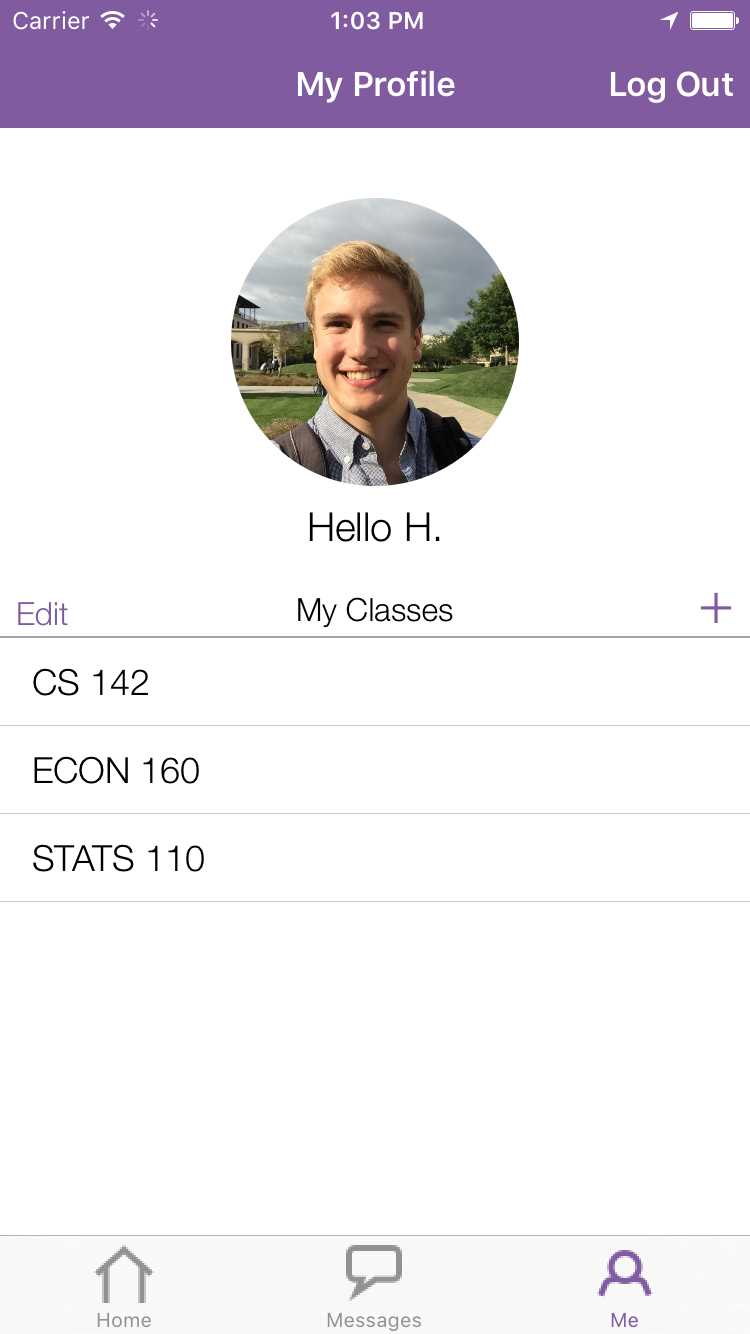 Carrier 1:03 PM
My Profile Log Out
Hello H.
Edit My Classes +
CS 142
ECON 160
STATS 110
Home Messages Me